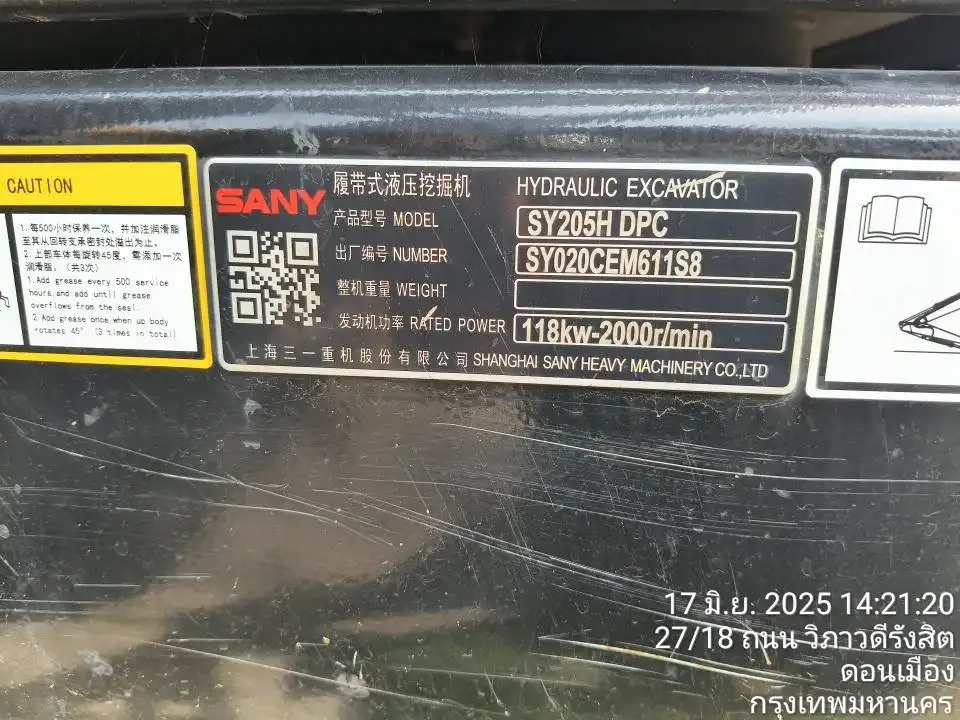 CAUTION
1.每500小时保养一次，并加注润滑脂
至其从回转支承密封处溢出为止。
2.上部车体每旋转45度，需添加一次
润滑脂。（共3次）
1.Add grease every 500 service
hours,and add until grease
overflows from the seal.
2.Add grease once when up body
rotates 45° (3 times in total)
SANY
履带式液压挖掘机 HYDRAULIC EXCAVATOR
产品型号 MODEL SY205H DPC
出厂编号 NUMBER SY020CEM611S8
整机重量 WEIGHT
发动机功率 RATED POWER 118kw-2000r/min
上海三一重机股份有限公司 SHANGHAI SANY HEAVY MACHINERY CO.,LTD
17 มิ.ย. 2025 14:21:20
27/18 ถนน วิภาวดีรังสิต
ดอนเมือง
กรุงเทพมหานคร